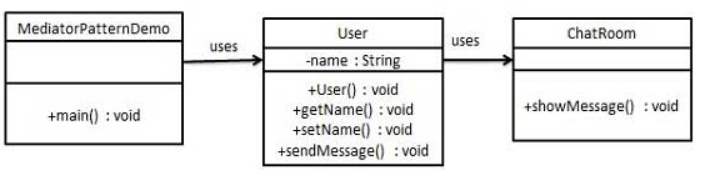 MediatorPatternDemo
+main() : void
uses
User
-name : String
+User() : void
+getName() : void
+setName() : void
+sendMessage() : void
uses
ChatRoom
+showMessage() : void